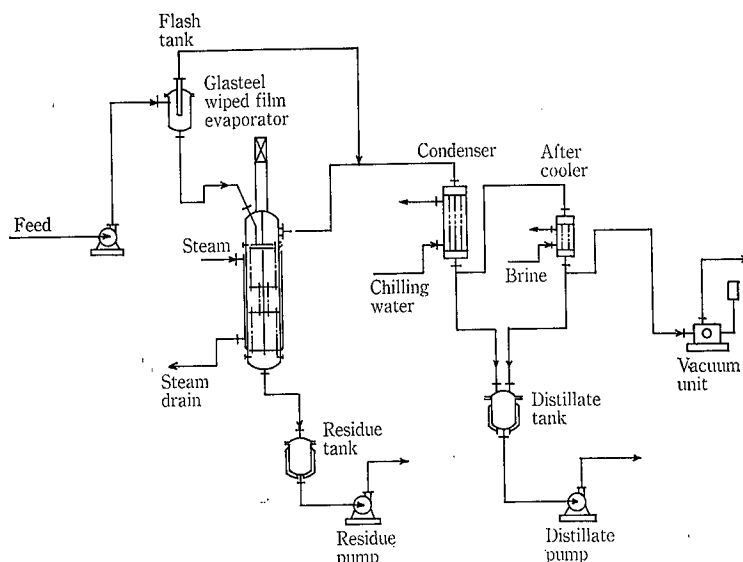 Flash
tank
Glasteel
wiped film
evaporator
Condenser
After
cooler
Feed
Steam
Chilling
water
Brine
Vacuum
unit
Steam
drain
Distillate
tank
Residue
tank
Residue
pump
Distillate
pump